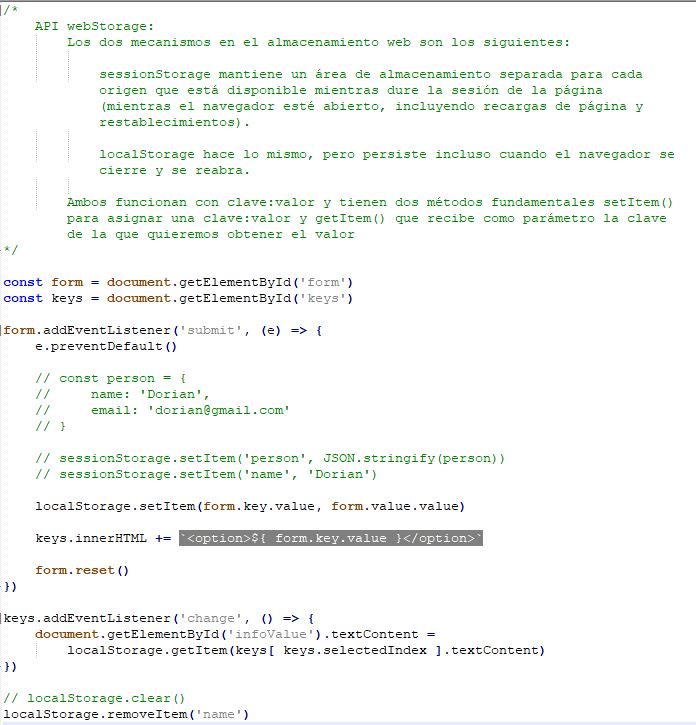 /*
API webStorage:
Los dos mecanismos en el almacenamiento web son los siguientes:
sessionStorage mantiene un área de almacenamiento separada para cada
origen que está disponible mientras dure la sesión de la página
(mientras el navegador esté abierto, incluyendo recargas de página y
restablecimientos).
localStorage hace lo mismo, pero persiste incluso cuando el navegador se
cierre y se reabra.
Ambos funcionan con clave:valor y tienen dos métodos fundamentales setItem()
para asignar una clave:valor y getItem() que recibe como parámetro la clave
de la que quieremos obtener el valor
*/
const form = document.getElementById('form')
const keys = document.getElementById('keys')
form.addEventListener('submit', (e) => {
e.preventDefault()
// const person = {
// name: 'Dorian',
// email: 'dorian@gmail.com'
// }
// sessionStorage.setItem('person', JSON.stringify(person))
// sessionStorage.setItem('name', 'Dorian')
localStorage.setItem(form.key.value, form.value.value)
keys.innerHTML += `<option>${ form.key.value }</option>`
form.reset()
})
keys.addEventListener('change', () => {
document.getElementById('infoValue').textContent =
localStorage.getItem(keys[ keys.selectedIndex ].textContent)
})
// localStorage.clear()
localStorage.removeItem('name')